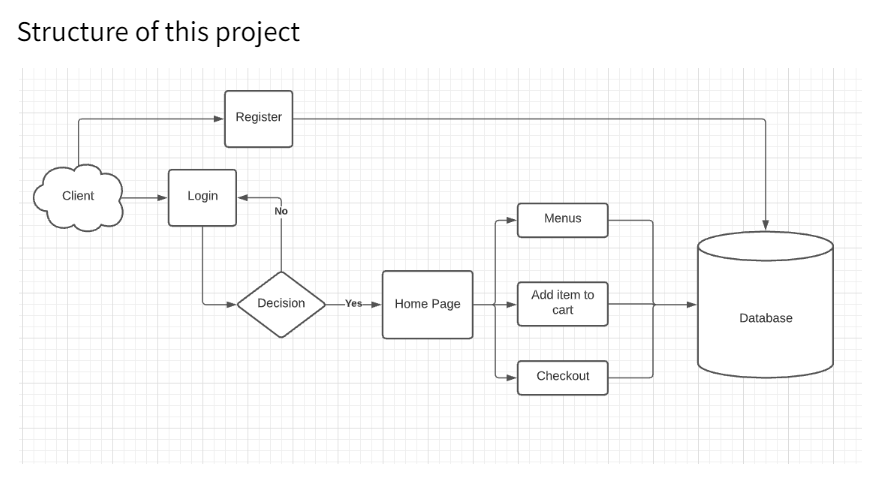 Structure of this project
Register
Client
Login
No
Menus
Decision
Yes
Home Page
Add item to
cart
Database
Checkout